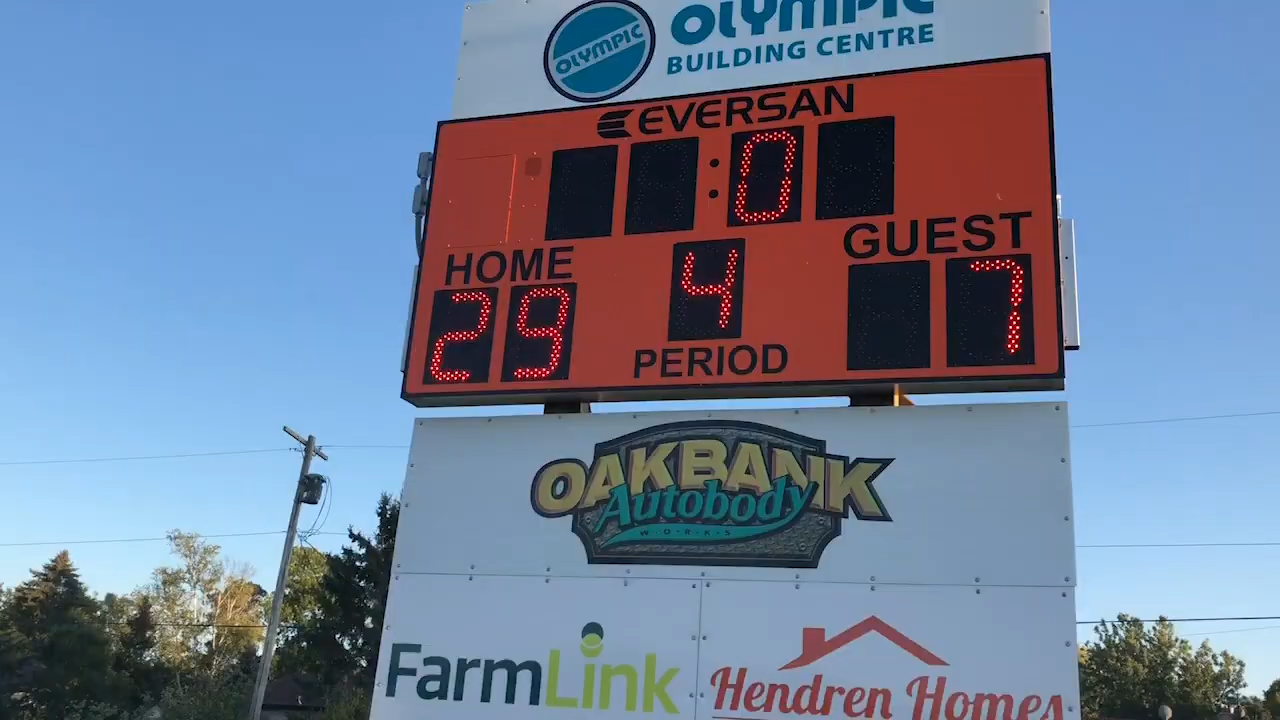 OLYMPIC
OLYMPIC
BUILDING CENTRE
EVERSAN
:0
HOME
GUEST
29
4
7
PERIOD
OAKBANK
Autobody
WORKS
FarmLink
Hendren Homes